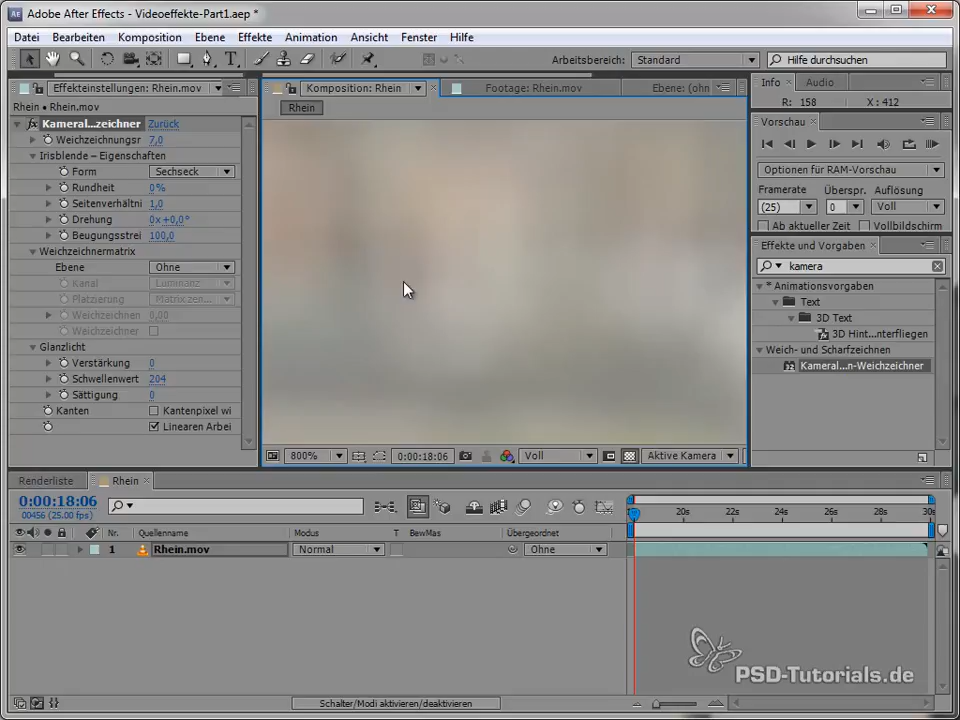 Adobe After Effects - Videoeffekte-Part1.aep *
Datei Bearbeiten Komposition Ebene Effekte Animation Ansicht Fenster Hilfe
Arbeitsbereich: Standard Hilfe durchsuchen
Effekteinstellungen: Rhein.mov
Komposition: Rhein
Footage: Rhein.mov
Ebene: (ohn
Info Audio
Rhein • Rhein.mov
Rhein
R: 158 X: 412
fx Kameral...zeichner Zurück
Vorschau
Weichzeichnungsr 7,0
Irisblende – Eigenschaften
Form Sechseck
Rundheit 0%
Seitenverhältni 1,0
Drehung 0x+0,0°
Beugungsstrei 100,0
Weichzeichnermatrix
Ebene Ohne
Kanal Luminanz
Platzierung Matrix zen...
Weichzeichnen 0,00
Weichzeichner
Glanzlicht
Verstärkung 0
Schwellenwert 204
Sättigung 0
Kanten Kantenpixel wi
Linearen Arbei
Optionen für RAM-Vorschau
Framerate Überspr. Auflösung
(25) 0 Voll
Ab aktueller Zeit Vollbildschirm
Effekte und Vorgaben
kamera
* Animationsvorgaben
Text
3D Text
3D Hint...nterfliegen
Weich- und Scharfzeichnen
Kameral...n-Weichzeichner
800% 0:00:18:06 Voll Aktive Kamera
Renderliste Rhein
0:00:18:06
00456 (25.00 fps)
20s 22s 24s 26s 28s 30s
Nr. Quellenname Modus T BewMas Übergeordnet
1 Rhein.mov Normal Ohne
Schalter/Modi aktivieren/deaktivieren
PSD-Tutorials.de